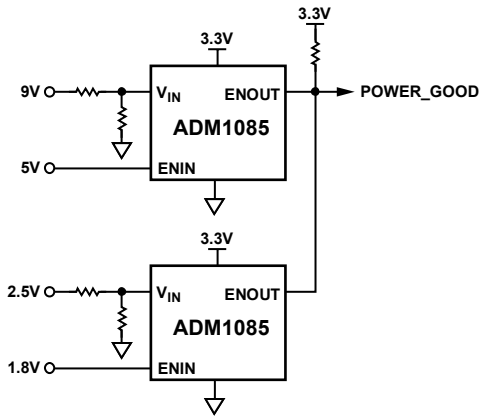 3.3V
3.3V
9V
V_IN
ENOUT
POWER_GOOD
ADM1085
5V
ENIN
3.3V
2.5V
V_IN
ENOUT
ADM1085
1.8V
ENIN